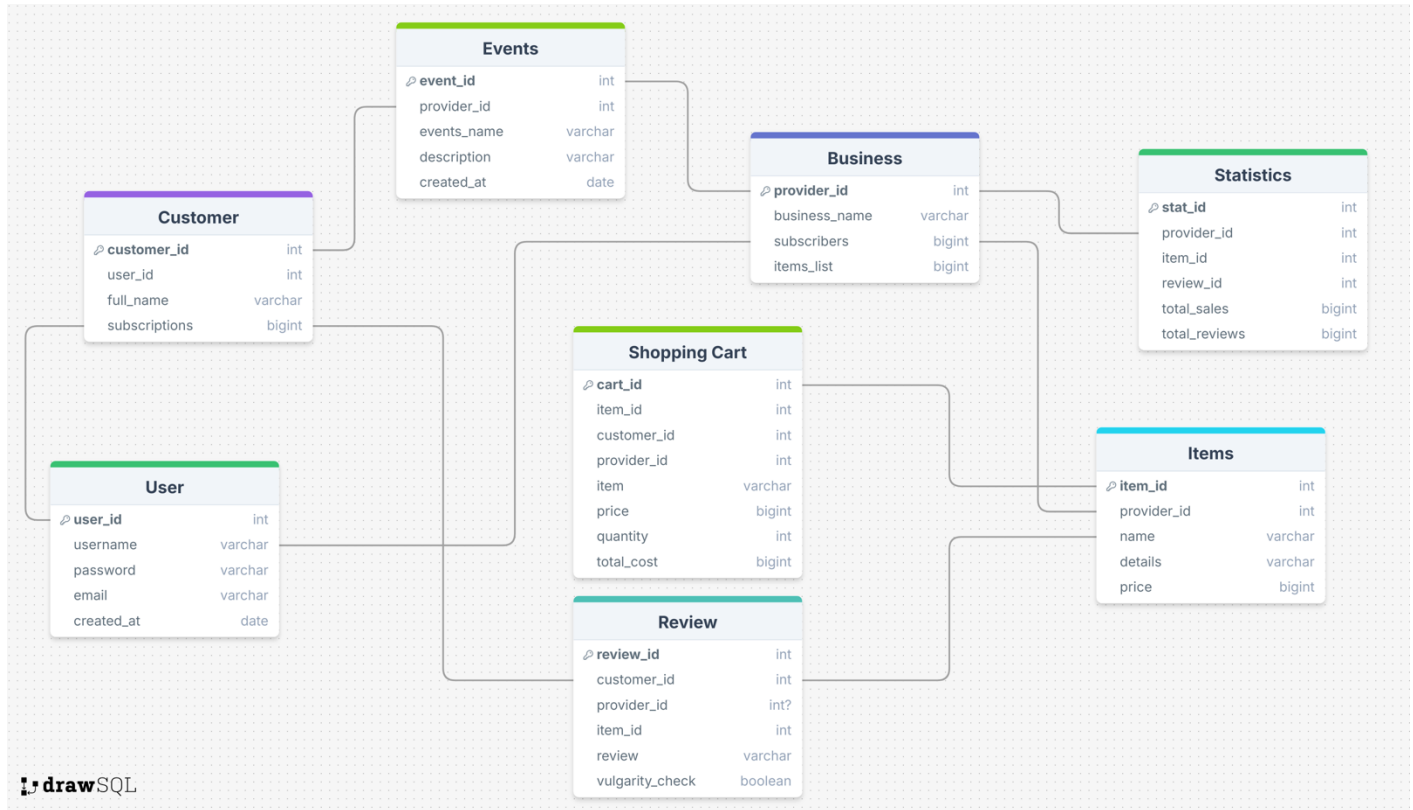 Events
event_id int
provider_id int
events_name varchar
description varchar
created_at date
Business
provider_id int
business_name varchar
subscribers bigint
items_list bigint
Statistics
stat_id int
provider_id int
item_id int
review_id int
total_sales bigint
total_reviews bigint
Customer
customer_id int
user_id int
full_name varchar
subscriptions bigint
Shopping Cart
cart_id int
item_id int
customer_id int
provider_id int
item varchar
price bigint
quantity int
total_cost bigint
Items
item_id int
provider_id int
name varchar
details varchar
price bigint
User
user_id int
username varchar
password varchar
email varchar
created_at date
Review
review_id int
customer_id int
provider_id int?
item_id int
review varchar
vulgarity_check boolean
drawSQL